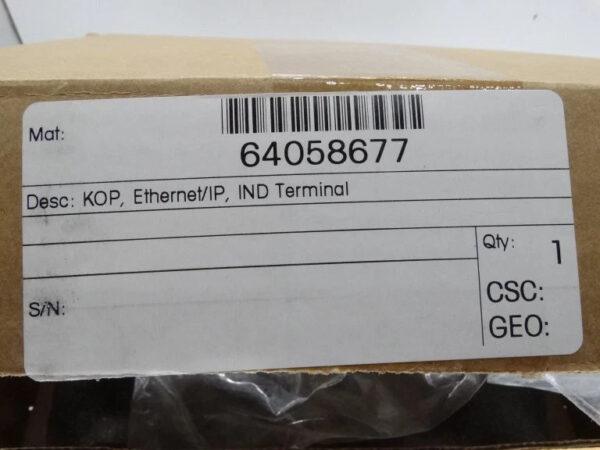 Mat:
64058677
Desc: KOP, Ethernet/IP, IND Terminal
Qty: 1
S/N:
CSC:
GEO: